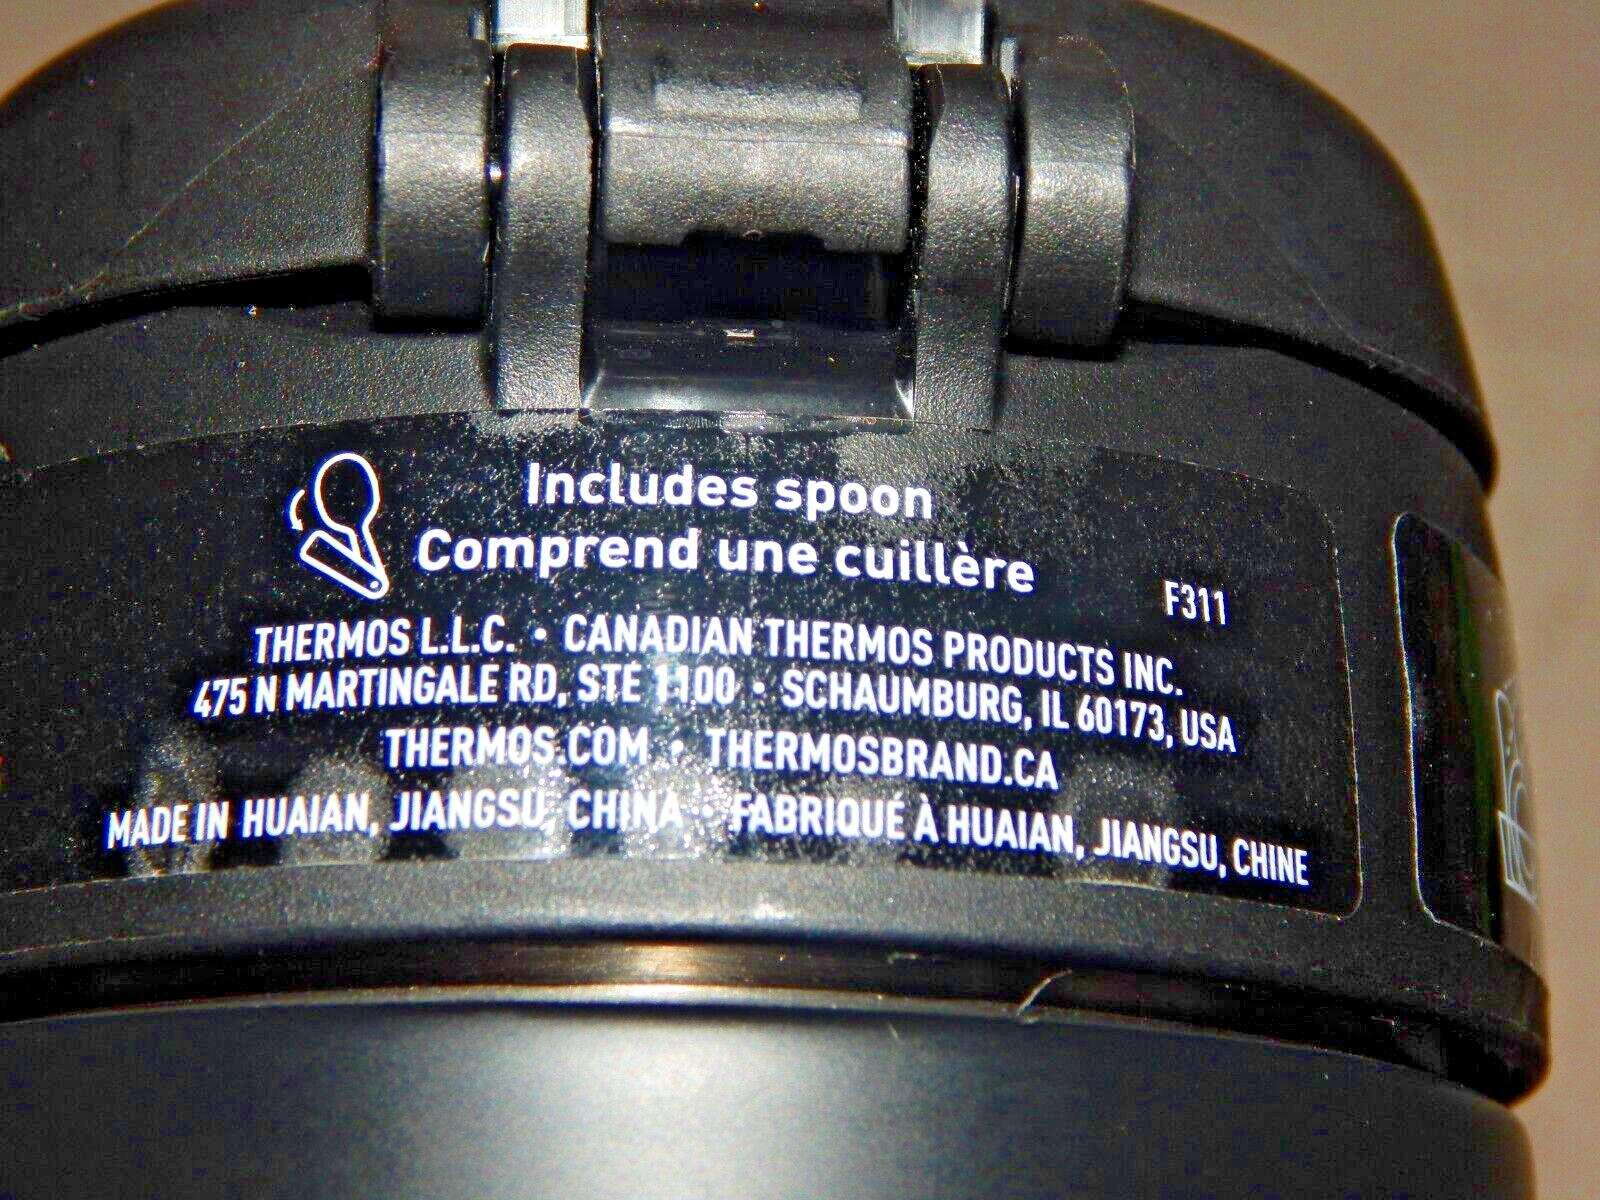 Includes spoon
Comprend une cuillère
F311
THERMOS L.L.C. • CANADIAN THERMOS PRODUCTS INC.
475 N MARTINGALE RD, STE 1100 • SCHAUMBURG, IL 60173, USA
THERMOS.COM • THERMOSBRAND.CA
MADE IN HUAIAN, JIANGSU, CHINA • FABRIQUÉ À HUAIAN, JIANGSU, CHINE